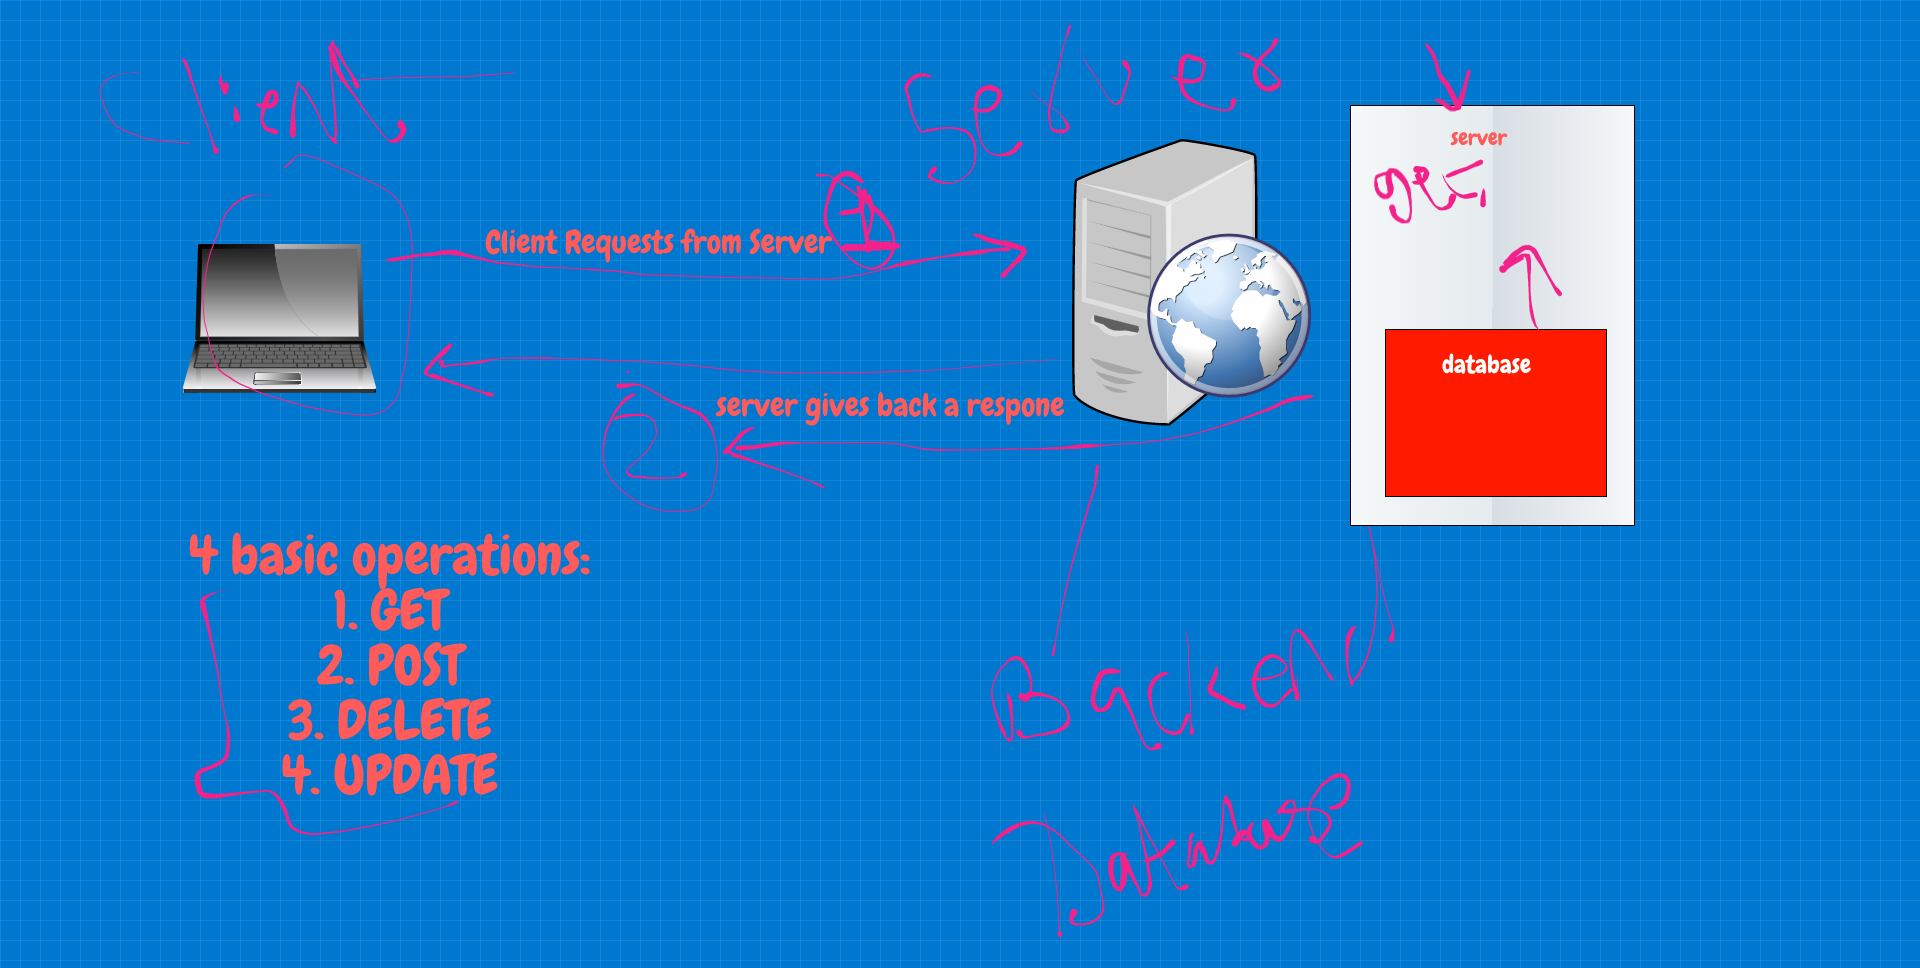 Client
Server
server
get
Client Requests from Server
1
database
server gives back a respone
2
4 basic operations:
1. GET
2. POST
3. DELETE
4. UPDATE
Backend
Database